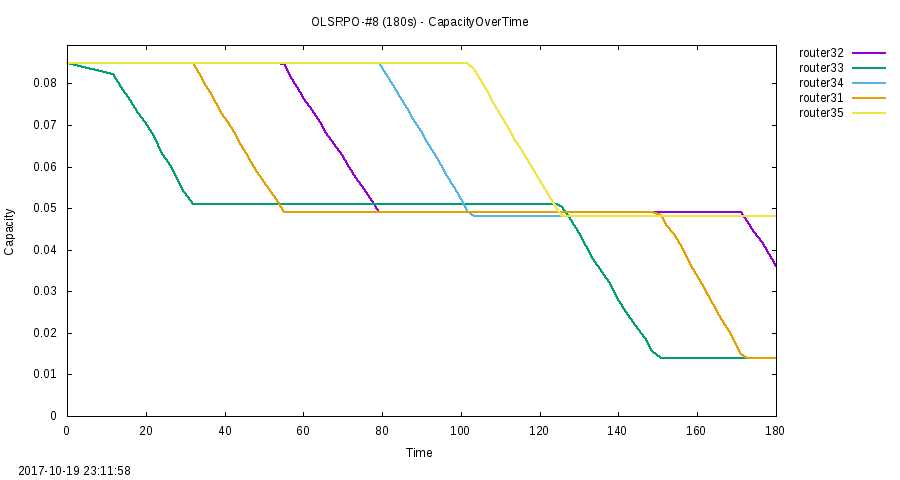 OLSRPO-#8 (180s) - CapacityOverTime
router32
router33
router34
router31
router35
0.08
0.07
0.06
0.05
0.04
0.03
0.02
0.01
0
Capacity
0 20 40 60 80 100 120 140 160 180
Time
2017-10-19 23:11:58